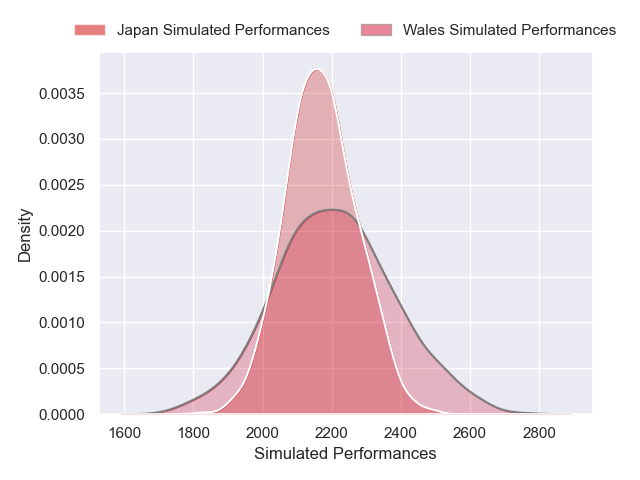 Japan Simulated Performances Wales Simulated Performances
0.0035
0.0030
0.0025
0.0020
0.0015
0.0010
0.0005
0.0000
Density
1600 1800 2000 2200 2400 2600 2800
Simulated Performances